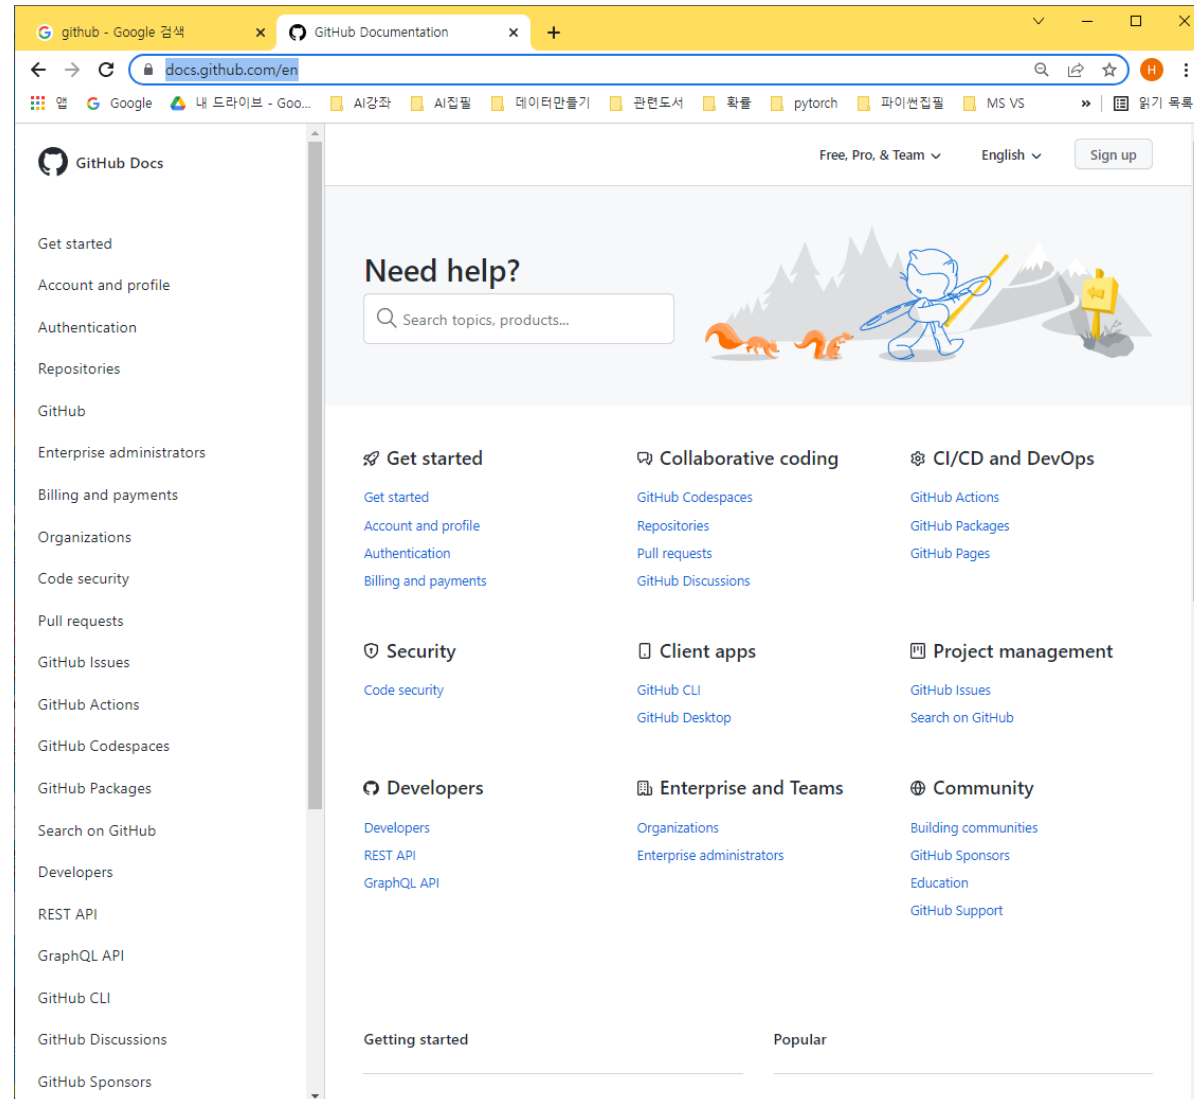 github - Google 검색
GitHub Documentation
docs.github.com/en
H
앱 Google 내 드라이브 - Goo... AI강좌 AI집필 데이터만들기 관련도서 확률 pytorch 파이썬집필 MS VS » 읽기 목록
GitHub Docs
Get started
Account and profile
Authentication
Repositories
GitHub
Enterprise administrators
Billing and payments
Organizations
Code security
Pull requests
GitHub Issues
GitHub Actions
GitHub Codespaces
GitHub Packages
Search on GitHub
Developers
REST API
GraphQL API
GitHub CLI
GitHub Discussions
GitHub Sponsors
Free, Pro, & Team English Sign up
Need help?
Search topics, products...
Get started
Get started
Account and profile
Authentication
Billing and payments
Collaborative coding
GitHub Codespaces
Repositories
Pull requests
GitHub Discussions
CI/CD and DevOps
GitHub Actions
GitHub Packages
GitHub Pages
Security
Code security
Client apps
GitHub CLI
GitHub Desktop
Project management
GitHub Issues
Search on GitHub
Developers
Developers
REST API
GraphQL API
Enterprise and Teams
Organizations
Enterprise administrators
Community
Building communities
GitHub Sponsors
Education
GitHub Support
Getting started
Popular